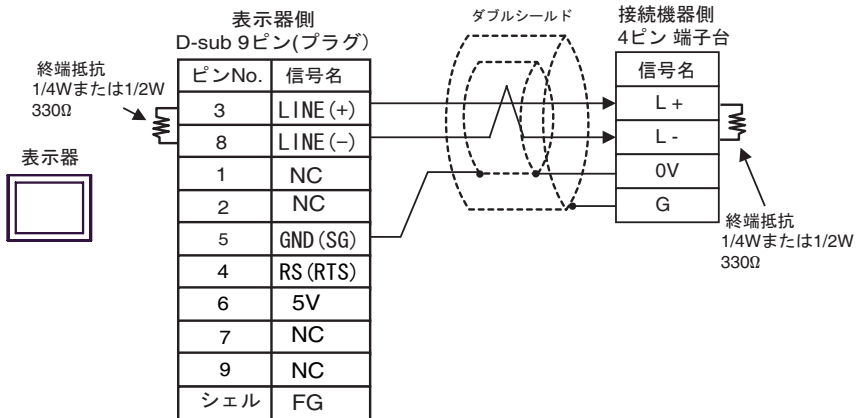 表示器側
D-sub 9ピン(プラグ)
ダブルシールド
接続機器側
4ピン 端子台
終端抵抗
1/4Wまたは1/2W
330Ω
表示器
ピンNo. 信号名
3 LINE(+)
8 LINE(-)
1 NC
2 NC
5 GND(SG)
4 RS(RTS)
6 5V
7 NC
9 NC
シェル FG
信号名
L +
L -
0V
G
終端抵抗
1/4Wまたは1/2W
330Ω